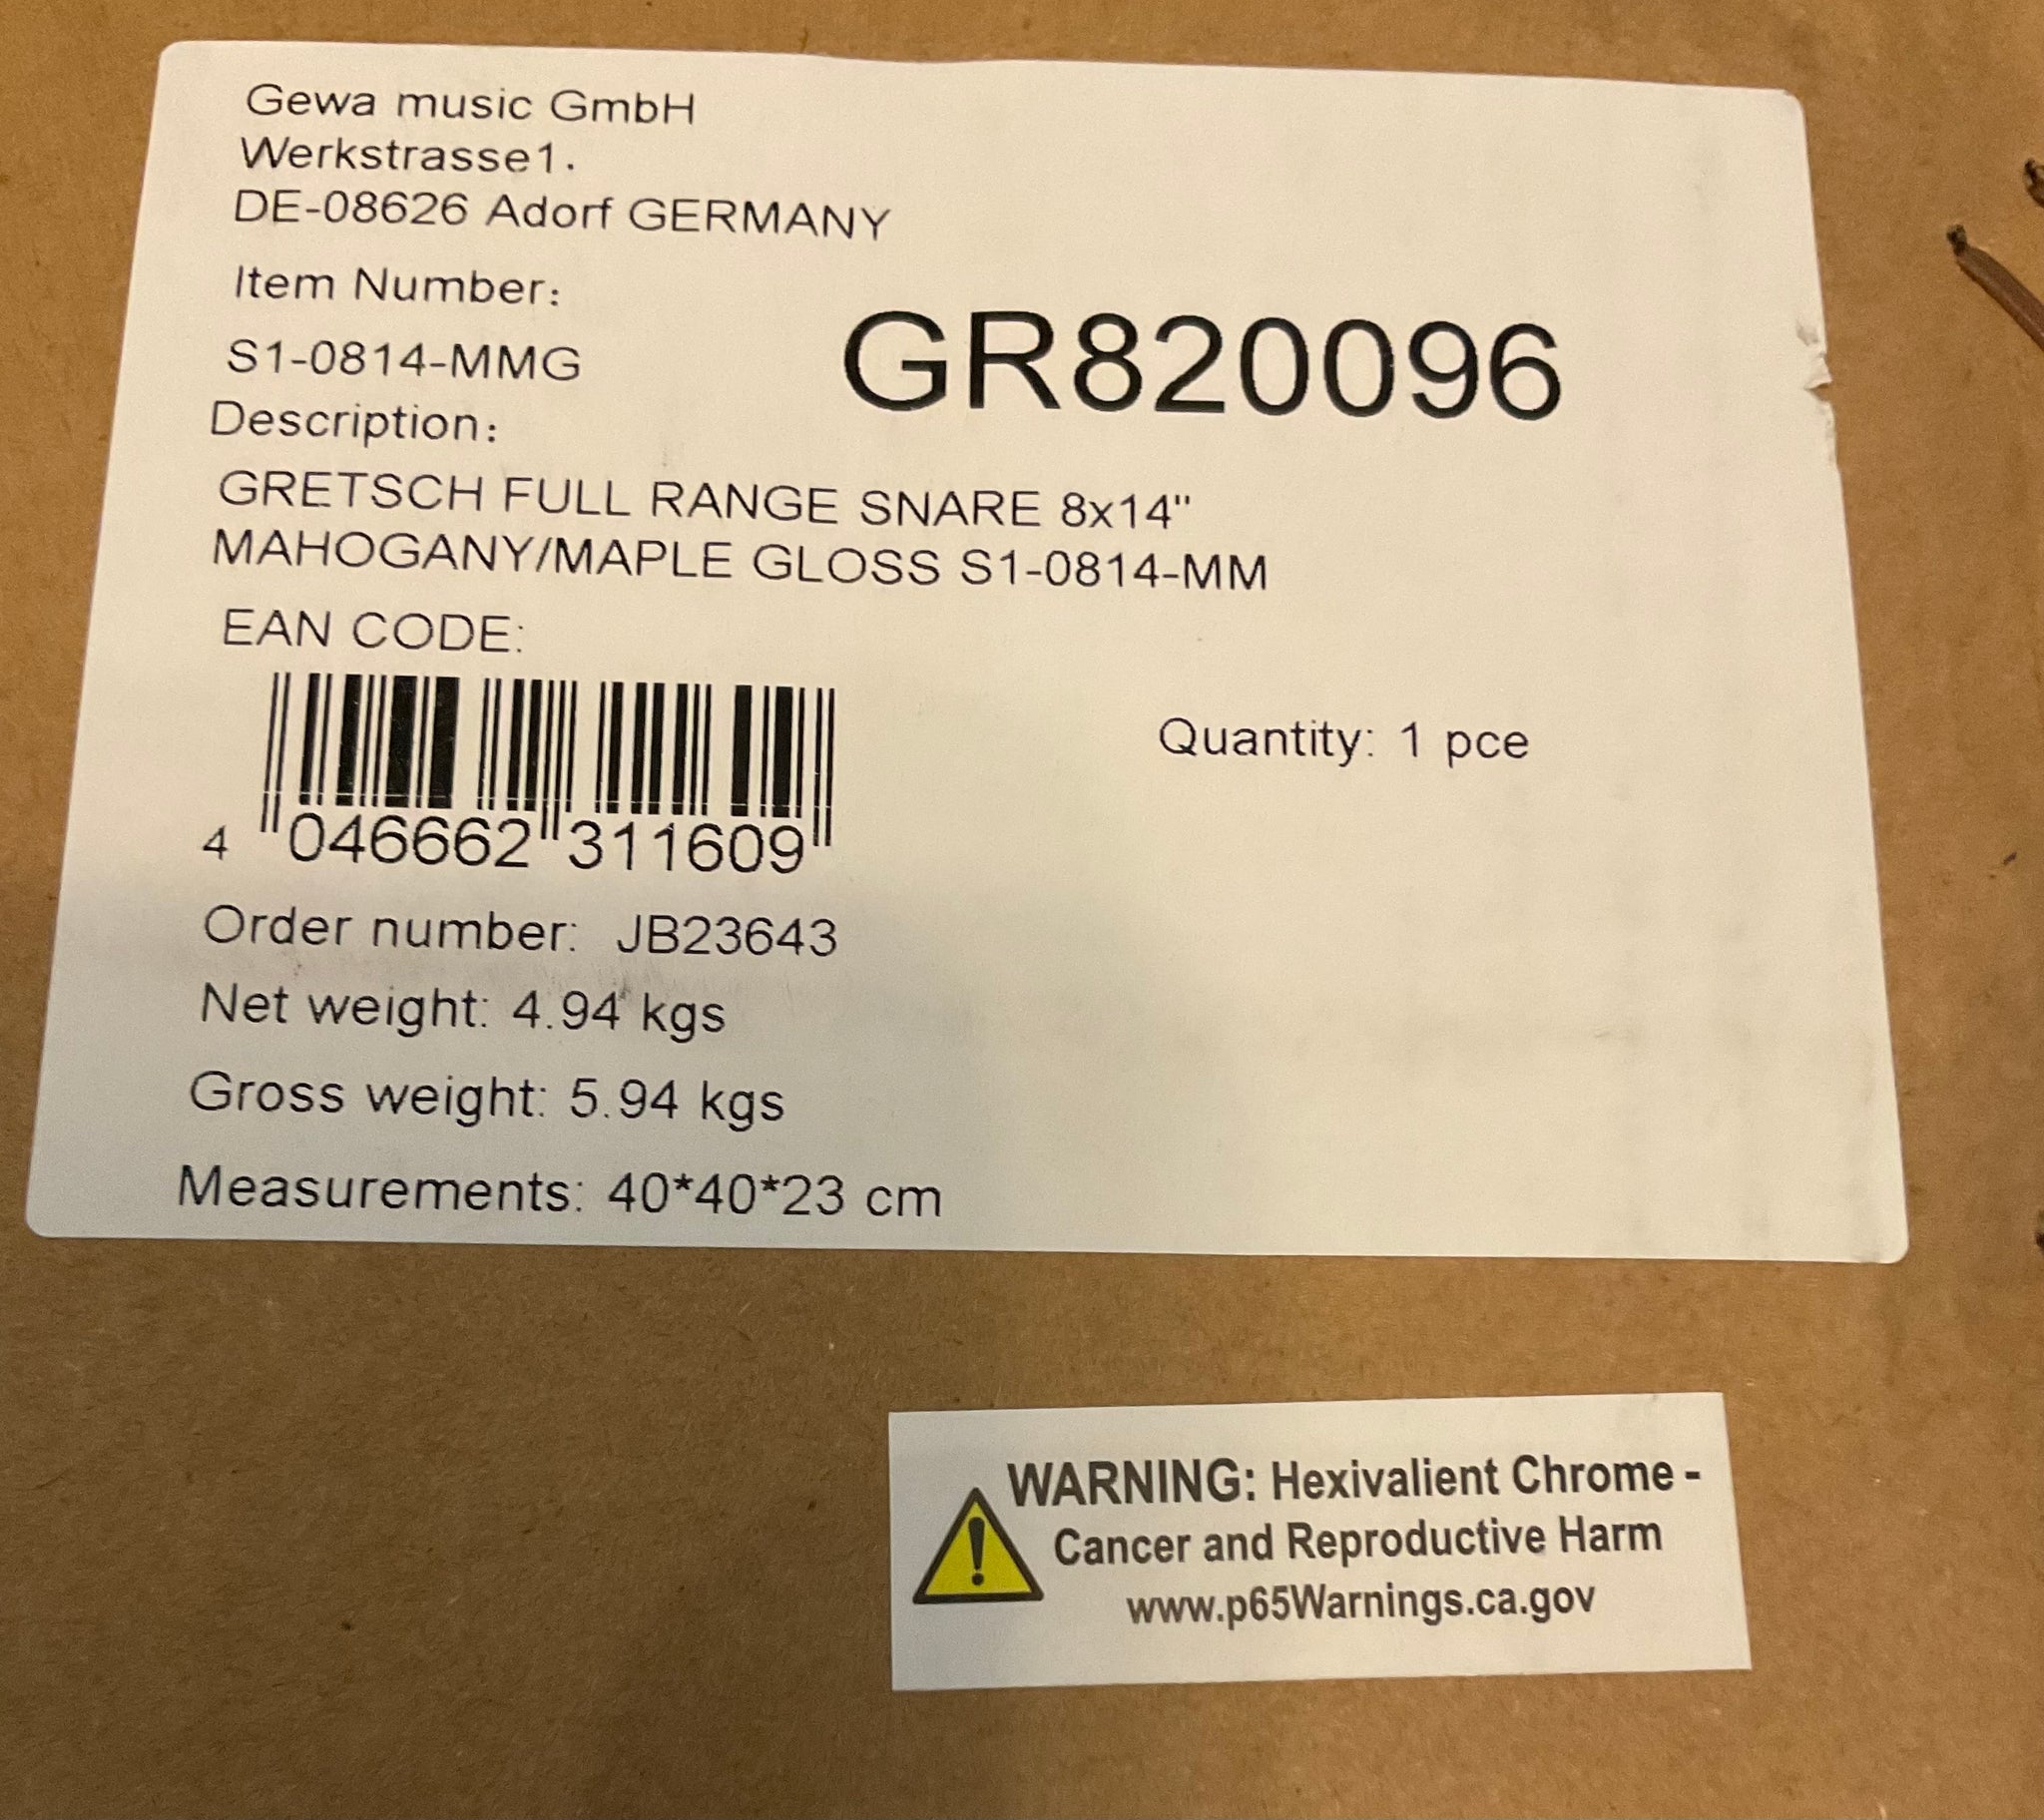 Gewa music GmbH
Werkstrasse1.
DE-08626 Adorf GERMANY
Item Number:
S1-0814-MMG
GR820096
Description:
GRETSCH FULL RANGE SNARE 8x14"
MAHOGANY/MAPLE GLOSS S1-0814-MM
EAN CODE:
4 046662 311609
Quantity: 1 pce
Order number: JB23643
Net weight: 4.94 kgs
Gross weight: 5.94 kgs
Measurements: 40*40*23 cm
WARNING: Hexivalient Chrome -
Cancer and Reproductive Harm
www.p65Warnings.ca.gov